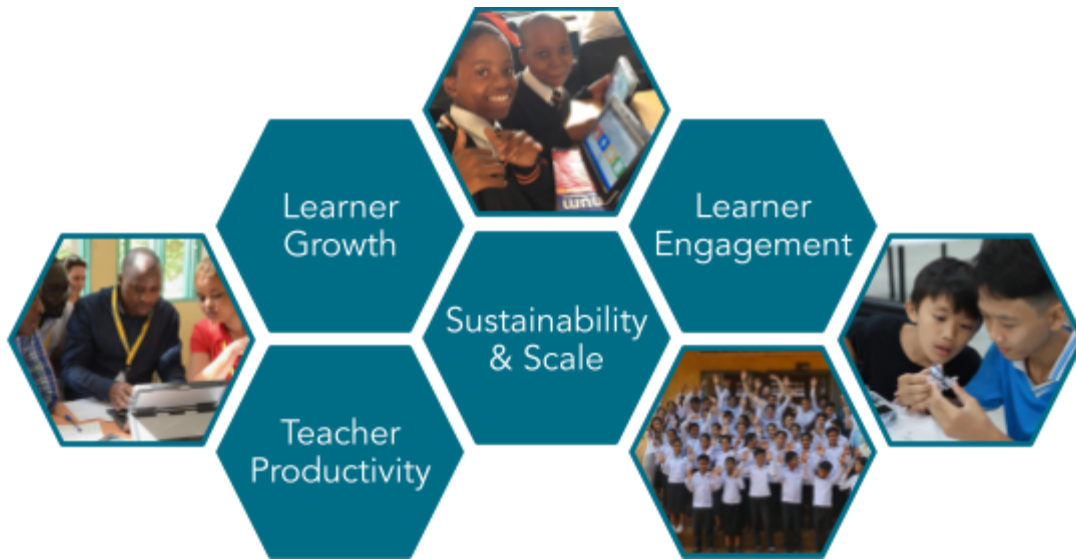 Learner
Growth
Learner
Engagement
Sustainability
& Scale
Teacher
Productivity